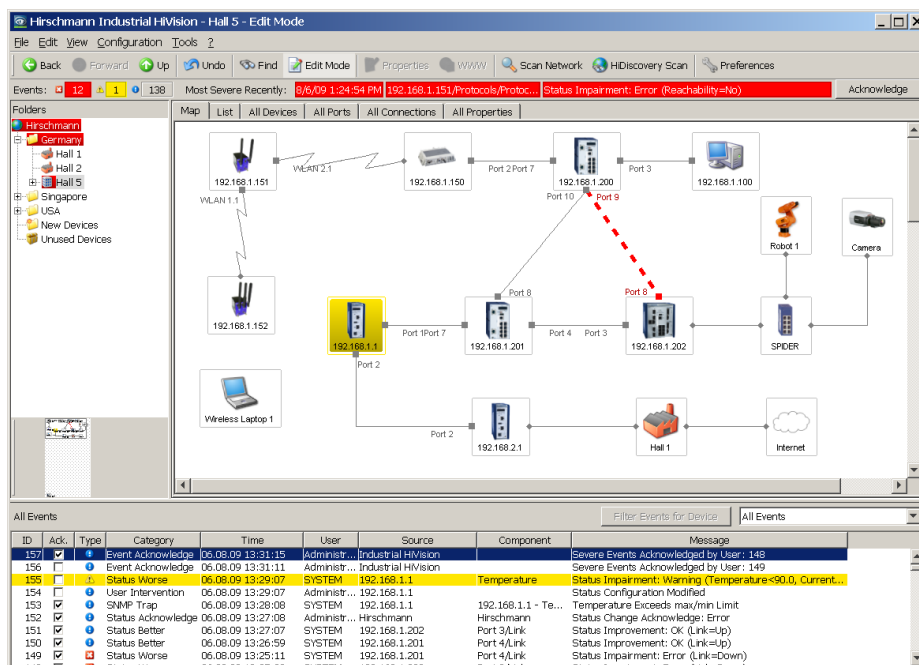 Hirschmann Industrial HiVision - Hall 5 - Edit Mode
File Edit View Configuration Tools ?
Back Forward Up Undo Find Edit Mode Properties WWW Scan Network HiDiscovery Scan Preferences
Events: 12 1 138 Most Severe Recently: 8/6/09 1:24:54 PM 192.168.1.151/Protocols/Protoc... Status Impairment: Error (Reachability=No) Acknowledge
Folders
Hirschmann
Germany
Hall 1
Hall 2
Hall 5
Singapore
USA
New Devices
Unused Devices
Map List All Devices All Ports All Connections All Properties
192.168.1.151
WLAN 2.1
192.168.1.150
Port 2 Port 7
192.168.1.200
Port 3
192.168.1.100
WLAN 1.1
Port 10
Port 9
Robot 1
Camera
192.168.1.152
Port 8
Port 8
192.168.1.1
Port 1 Port 7
192.168.1.201
Port 4 Port 3
192.168.1.202
SPIDER
Port 2
Wireless Laptop 1
Port 2
192.168.2.1
Hall 1
Internet
All Events
Filter Events for Device
All Events
ID Ack. Type Category Time User Source Component Message
157 Event Acknowledge 06.08.09 13:31:15 Administr... Industrial HiVision Severe Events Acknowledged by User: 148
156 Event Acknowledge 06.08.09 13:31:11 Administr... Industrial HiVision Severe Events Acknowledged by User: 149
155 Status Worse 06.08.09 13:29:07 SYSTEM 192.168.1.1 Temperature Status Impairment: Warning (Temperature<90.0, Current...
154 User Intervention 06.08.09 13:29:07 Administr... 192.168.1.1 Status Configuration Modified
153 SNMP Trap 06.08.09 13:28:08 SYSTEM 192.168.1.1 192.168.1.1 - Te... Temperature Exceeds max/min Limit
152 Status Acknowledge 06.08.09 13:27:08 Administr... Hirschmann Hirschmann Status Change Acknowledge: Error
151 Status Better 06.08.09 13:27:07 SYSTEM 192.168.1.202 Port 3/Link Status Improvement: OK (Link=Up)
150 Status Better 06.08.09 13:26:59 SYSTEM 192.168.1.201 Port 4/Link Status Improvement: OK (Link=Up)
149 Status Worse 06.08.09 13:25:11 SYSTEM 192.168.1.201 Port 4/Link Status Impairment: Error (Link=Down)